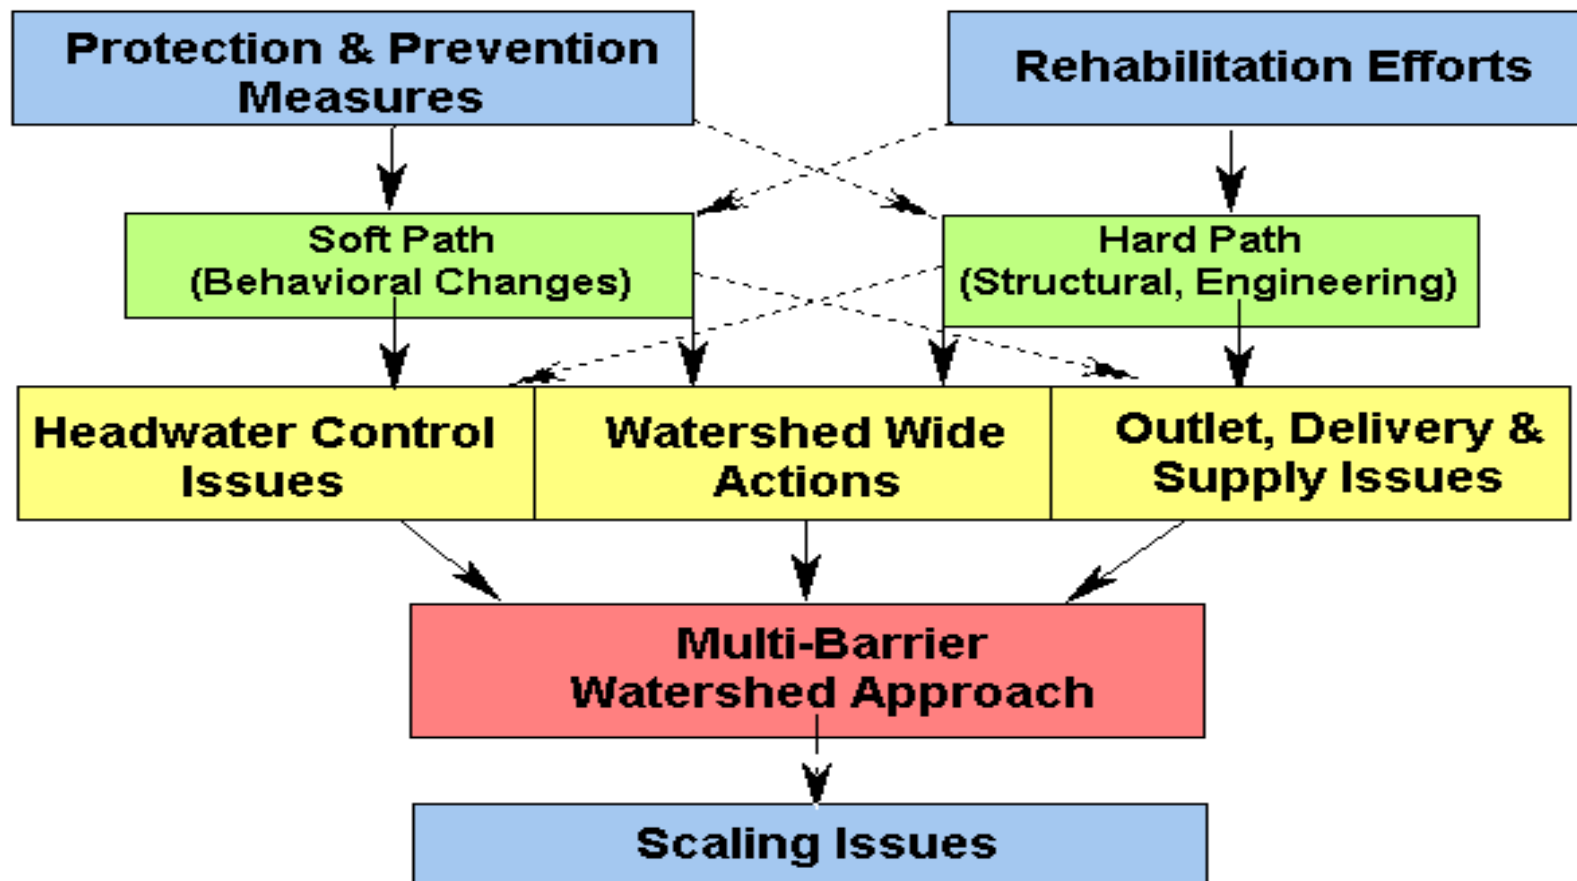 Protection & Prevention
Measures
Rehabilitation Efforts
Soft Path
(Behavioral Changes)
Hard Path
(Structural, Engineering)
Headwater Control
Issues
Watershed Wide
Actions
Outlet, Delivery &
Supply Issues
Multi-Barrier
Watershed Approach
Scaling Issues